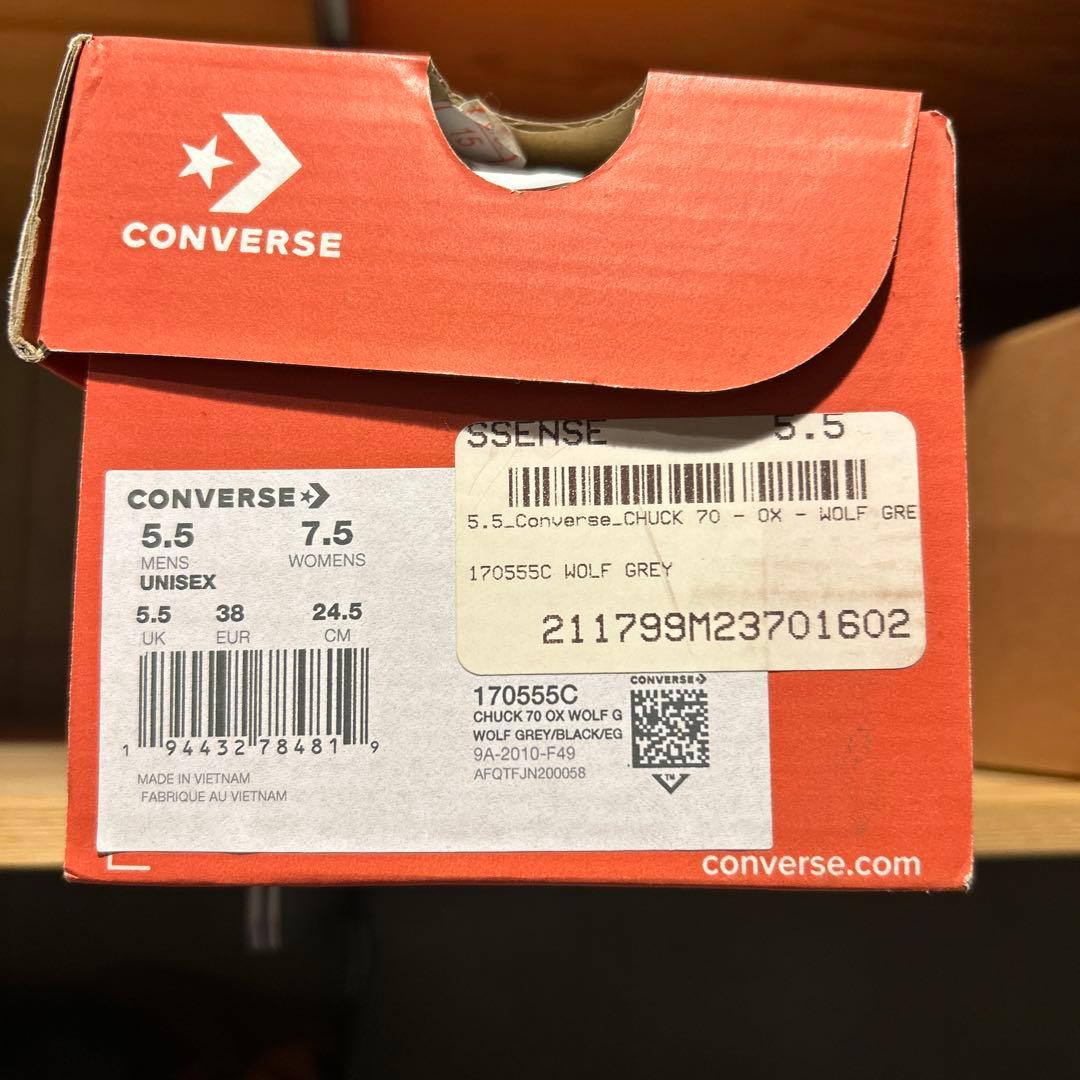 15
CONVERSE
SSENSE 5.5
5.5_Converse_CHUCK 70 - OX - WOLF GRE
170555C WOLF GREY
211799M23701602
CONVERSE
5.5 7.5
MENS WOMENS
UNISEX
5.5 38 24.5
UK EUR CM
1 94432 78481 9
MADE IN VIETNAM
FABRIQUE AU VIETNAM
CONVERSE
170555C
CHUCK 70 OX WOLF G
WOLF GREY/BLACK/EG
9A-2010-F49
AFQTFJN200058
TM
converse.com